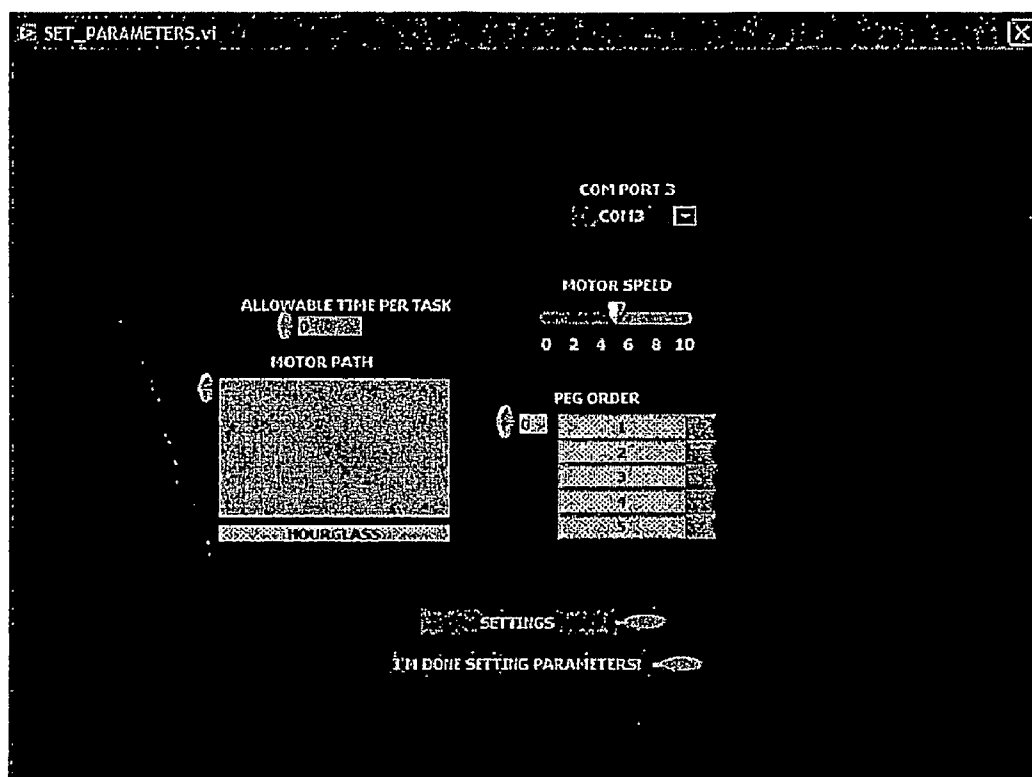 SET_PARAMETERS.vi
COM PORT 3
COM3
MOTOR SPEED
0 2 4 6 8 10
ALLOWABLE TIME PER TASK
MOTOR PATH
HOURGLASS
PEG ORDER
0
1
2
3
4
5
SETTINGS
I'M DONE SETTING PARAMETERS!